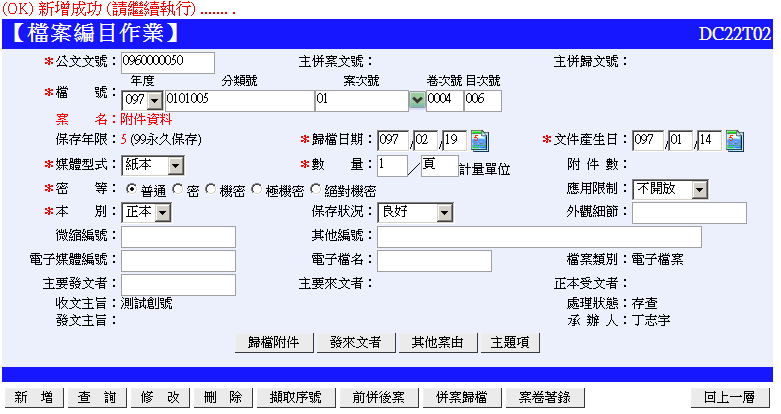 (OK) 新增成功 (請繼續執行) ....... .
【檔案編目作業】 DC22T02
*公文文號： 0960000050 主併案文號： 主併歸文號：
年度 分類號 案次號 卷次號 目次號
*檔 號： 097 0101005 01 0004 006
案 名：附件資料
保存年限：5 (99永久保存) *歸檔日期： 097 / 02 / 19 *文件產生日： 097 / 01 / 14
*媒體型式： 紙本 *數 量： 1 ／ 頁 計量單位 附 件 數：
*密 等： 普通 密 機密 極機密 絕對機密 應用限制： 不開放
*本 別： 正本 保存狀況： 良好 外觀細節：
微縮編號： 其他編號：
電子媒體編號： 電子檔名： 檔案類別：電子檔案
主要發文者： 主要來文者： 正本受文者：
收文主旨：測試創號 處理狀態：存查
發文主旨： 承 辦 人：丁志宇
歸檔附件 發來文者 其他案由 主題項
新 增 查 詢 修 改 刪 除 擷取序號 前併後案 併案歸檔 案卷著錄 回上一層